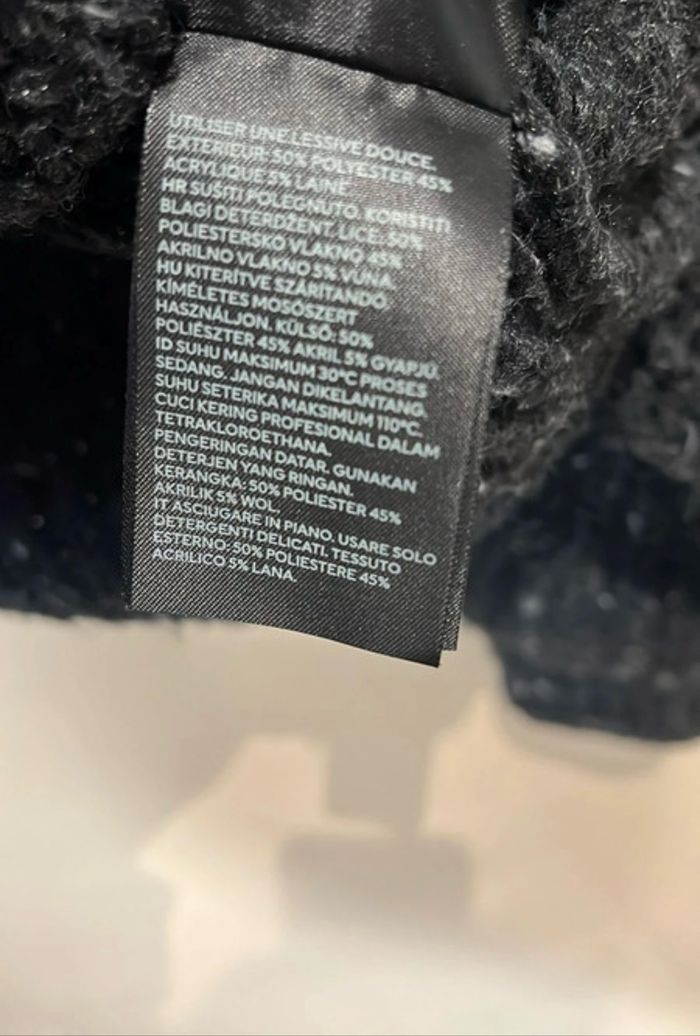 UTILISER UNE LESSIVE DOUCE.
EXTÉRIEUR: 50% POLYESTER 45%
ACRYLIQUE 5% LAINE
HR SUŠITI POLEGNUTO. KORISTITI
BLAGI DETERDŽENT. LICE: 50%
POLIESTERSKO VLAKNO 45%
AKRILNO VLAKNO 5% VUNA
HU KITERÍTVE SZÁRÍTANDÓ.
KÍMÉLETES MOSÓSZERT
HASZNÁLJON. KÜLSŐ: 50%
POLIÉSZTER 45% AKRIL 5% GYAPJÚ.
ID SUHU MAKSIMUM 30°C PROSES
SEDANG. JANGAN DIKELANTANG.
SUHU SETERIKA MAKSIMUM 110°C.
CUCI KERING PROFESIONAL DALAM
TETRAKLOROETHANA.
PENGERINGAN DATAR. GUNAKAN
DETERJEN YANG RINGAN.
KERANGKA: 50% POLIESTER 45%
AKRILIK 5% WOL.
IT ASCIUGARE IN PIANO. USARE SOLO
DETERGENTI DELICATI. TESSUTO
ESTERNO: 50% POLIESTERE 45%
ACRILICO 5% LANA.